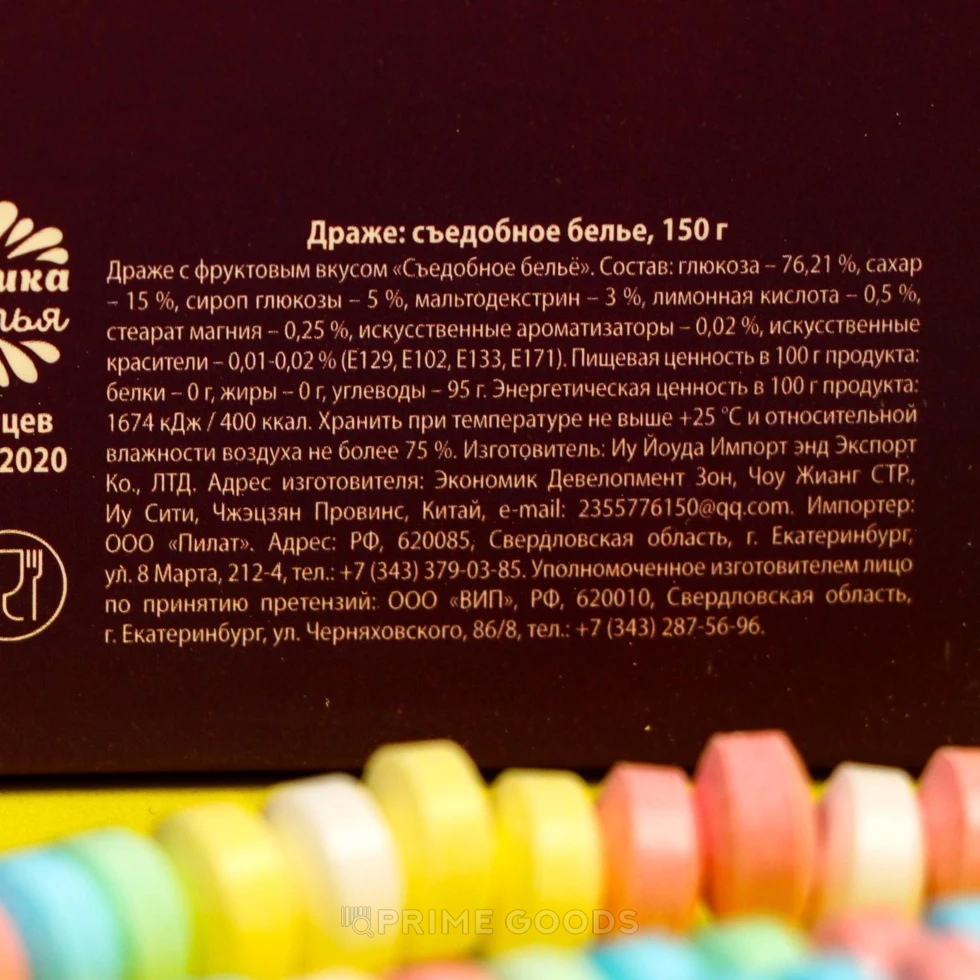 Драже: съедобное белье, 150 г
Драже с фруктовым вкусом «Съедобное бельё». Состав: глюкоза – 76,21 %, сахар
– 15 %, сироп глюкозы – 5 %, мальтодекстрин – 3 %, лимонная кислота – 0,5 %,
стеарат магния – 0,25 %, искусственные ароматизаторы – 0,02 %, искусственные
красители – 0,01-0,02 % (E129, E102, E133, E171). Пищевая ценность в 100 г продукта:
белки – 0 г, жиры – 0 г, углеводы – 95 г. Энергетическая ценность в 100 г продукта:
1674 кДж / 400 ккал. Хранить при температуре не выше +25 °C и относительной
влажности воздуха не более 75 %. Изготовитель: Иу Йоуда Импорт энд Экспорт
Ко., ЛТД. Адрес изготовителя: Экономик Девелопмент Зон, Чоу Жианг СТР.,
Иу Сити, Чжэцзян Провинс, Китай, e-mail: 2355776150@qq.com. Импортер:
ООО «Пилат». Адрес: РФ, 620085, Свердловская область, г. Екатеринбург,
ул. 8 Марта, 212-4, тел.: +7 (343) 379-03-85. Уполномоченное изготовителем лицо
по принятию претензий: ООО «ВИП», РФ, 620010, Свердловская область,
г. Екатеринбург, ул. Черняховского, 86/8, тел.: +7 (343) 287-56-96.
ика
лья
цев
2020
PRIME GOODS